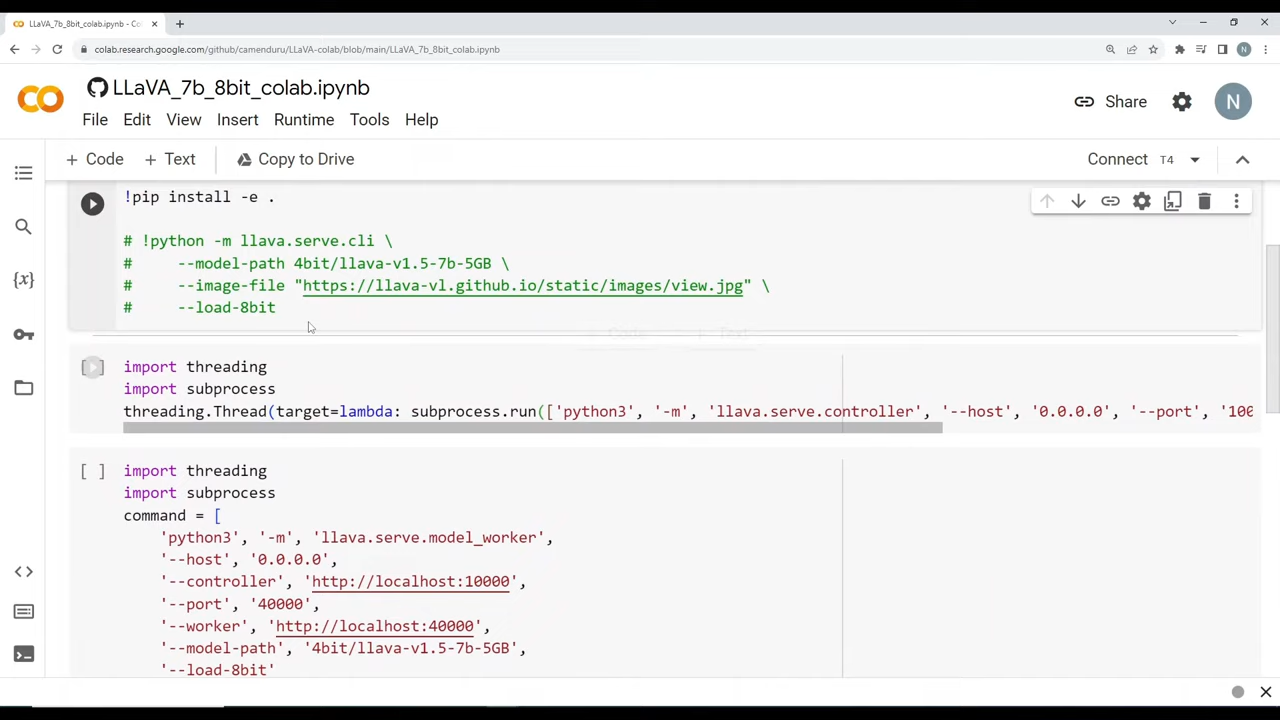 LLaVA_7b_8bit_colab.ipynb - Co
colab.research.google.com/github/camenduru/LLaVA-colab/blob/main/LLaVA_7b_8bit_colab.ipynb
N
CO
LLaVA_7b_8bit_colab.ipynb
Share
N
File Edit View Insert Runtime Tools Help
+ Code + Text Copy to Drive Connect T4
!pip install -e .
# !python -m llava.serve.cli \
# --model-path 4bit/llava-v1.5-7b-5GB \
# --image-file "https://llava-vl.github.io/static/images/view.jpg" \
# --load-8bit
+ Code + Text
[ ] import threading
import subprocess
threading.Thread(target=lambda: subprocess.run(['python3', '-m', 'llava.serve.controller', '--host', '0.0.0.0', '--port', '100
[ ] import threading
import subprocess
command = [
'python3', '-m', 'llava.serve.model_worker',
'--host', '0.0.0.0',
'--controller', 'http://localhost:10000',
'--port', '40000',
'--worker', 'http://localhost:40000',
'--model-path', '4bit/llava-v1.5-7b-5GB',
'--load-8bit'
{x}